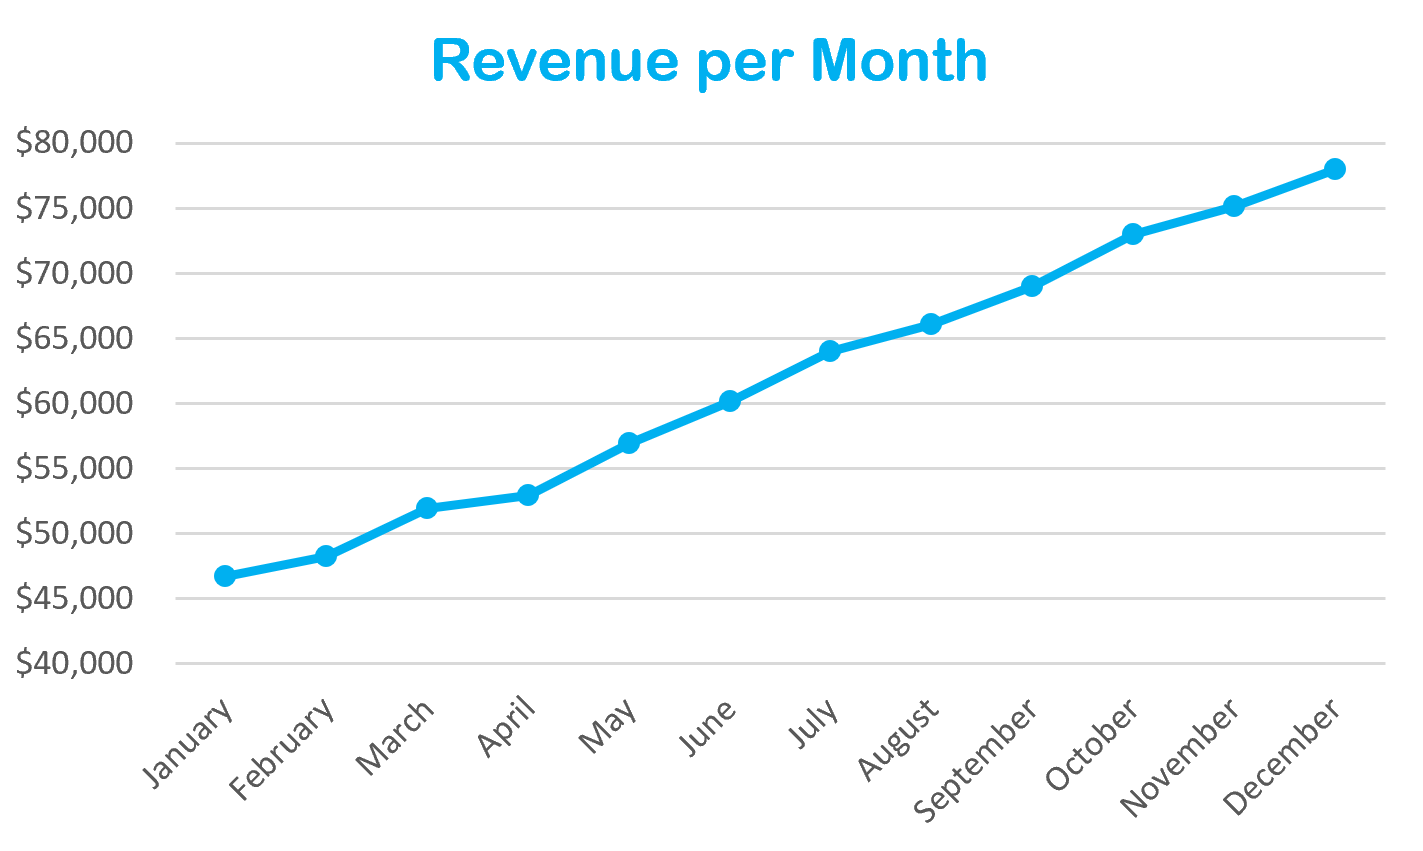 Revenue per Month
$80,000
$75,000
$70,000
$65,000
$60,000
$55,000
$50,000
$45,000
$40,000
January
February
March
April
May
June
July
August
September
October
November
December